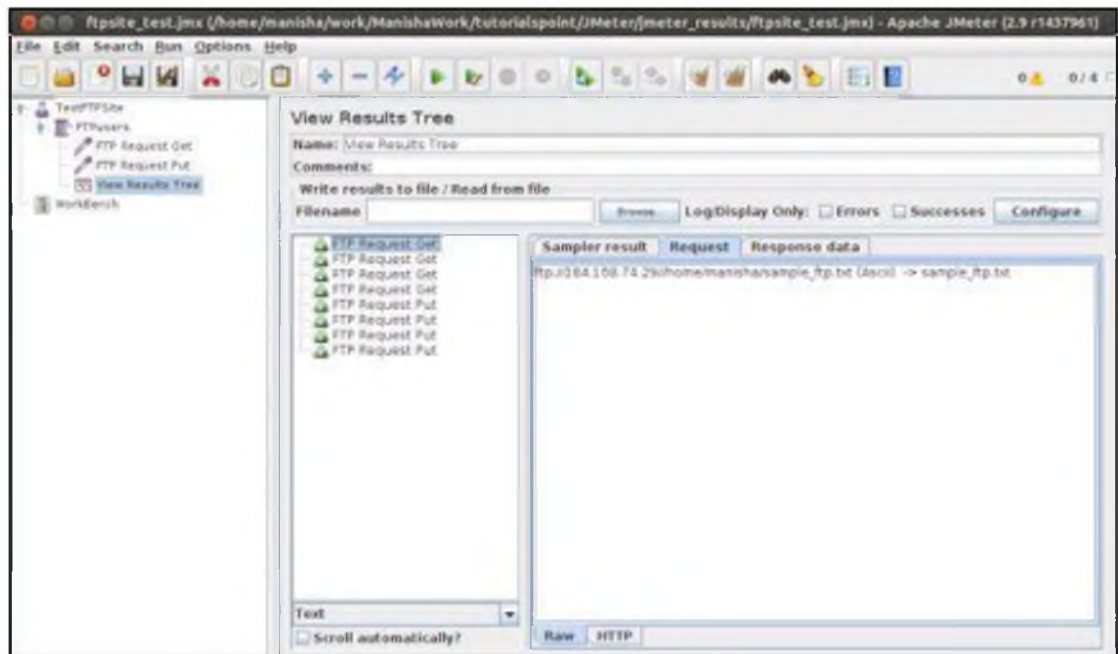 ftpsite_test.jmx (/home/manisha/work/ManishaWork/tutorialspoint/JMeter/jmeter_results/ftpsite_test.jmx) - Apache JMeter (2.9 r1437961)
File Edit Search Run Options Help
0 0 / 4
TestFTPSite
FTPusers
FTP Request Get
FTP Request Put
View Results Tree
WorkBench
View Results Tree
Name: View Results Tree
Comments:
Write results to file / Read from file
Filename Browse... Log/Display Only: Errors Successes Configure
FTP Request Get
FTP Request Get
FTP Request Get
FTP Request Get
FTP Request Put
FTP Request Put
FTP Request Put
FTP Request Put
Text
Scroll automatically?
Sampler result Request Response data
(Ascii) -> sample_ftp.txt
Raw HTTP